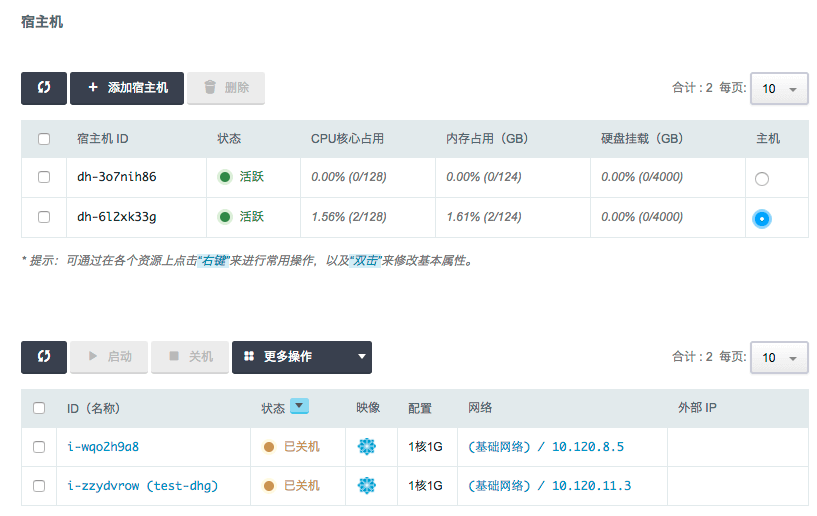 宿主机
添加宿主机 删除 合计 : 2 每页: 10
宿主机 ID 状态 CPU核心占用 内存占用（GB） 硬盘挂载（GB） 主机
dh-3o7nih86 活跃 0.00% (0/128) 0.00% (0/124) 0.00% (0/4000)
dh-6l2xk33g 活跃 1.56% (2/128) 1.61% (2/124) 0.00% (0/4000)
* 提示：可通过在各个资源上点击“右键”来进行常用操作，以及“双击”来修改基本属性。
启动 关机 更多操作 合计 : 2 每页: 10
ID（名称） 状态 映像 配置 网络 外部 IP
i-wqo2h9a8 已关机 1核1G (基础网络) / 10.120.8.5
i-zzydvrow (test-dhg) 已关机 1核1G (基础网络) / 10.120.11.3